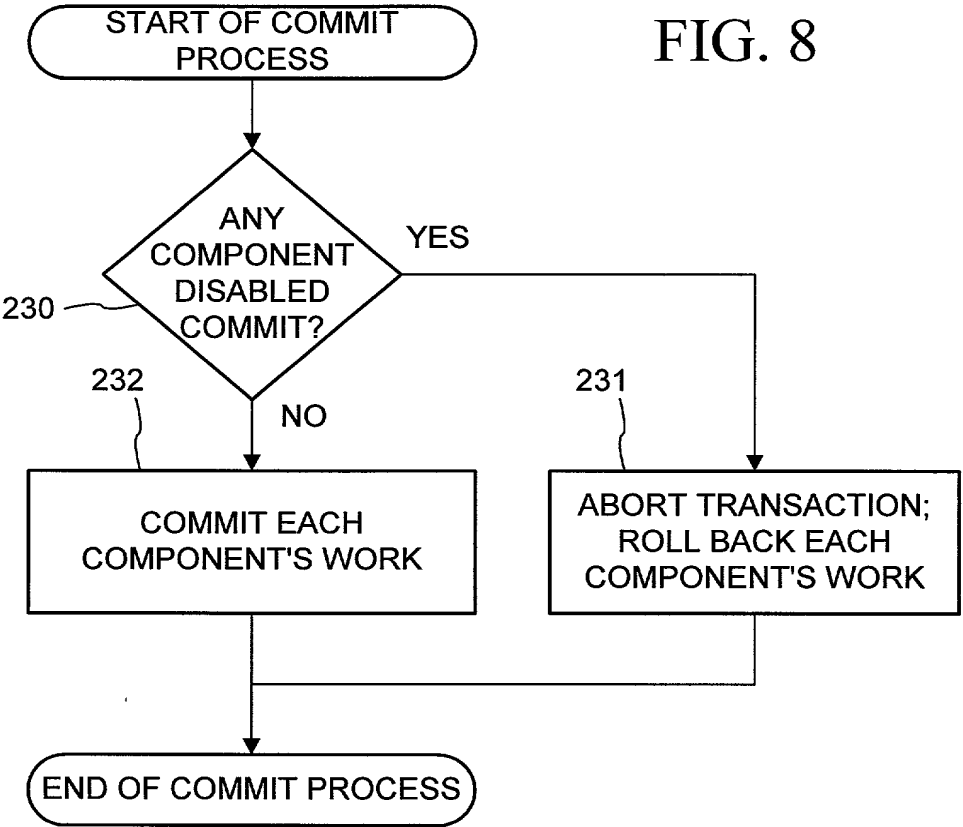 START OF COMMIT
PROCESS
FIG. 8
ANY
COMPONENT
DISABLED
COMMIT?
YES
230
232
NO
231
COMMIT EACH
COMPONENT'S WORK
ABORT TRANSACTION;
ROLL BACK EACH
COMPONENT'S WORK
END OF COMMIT PROCESS